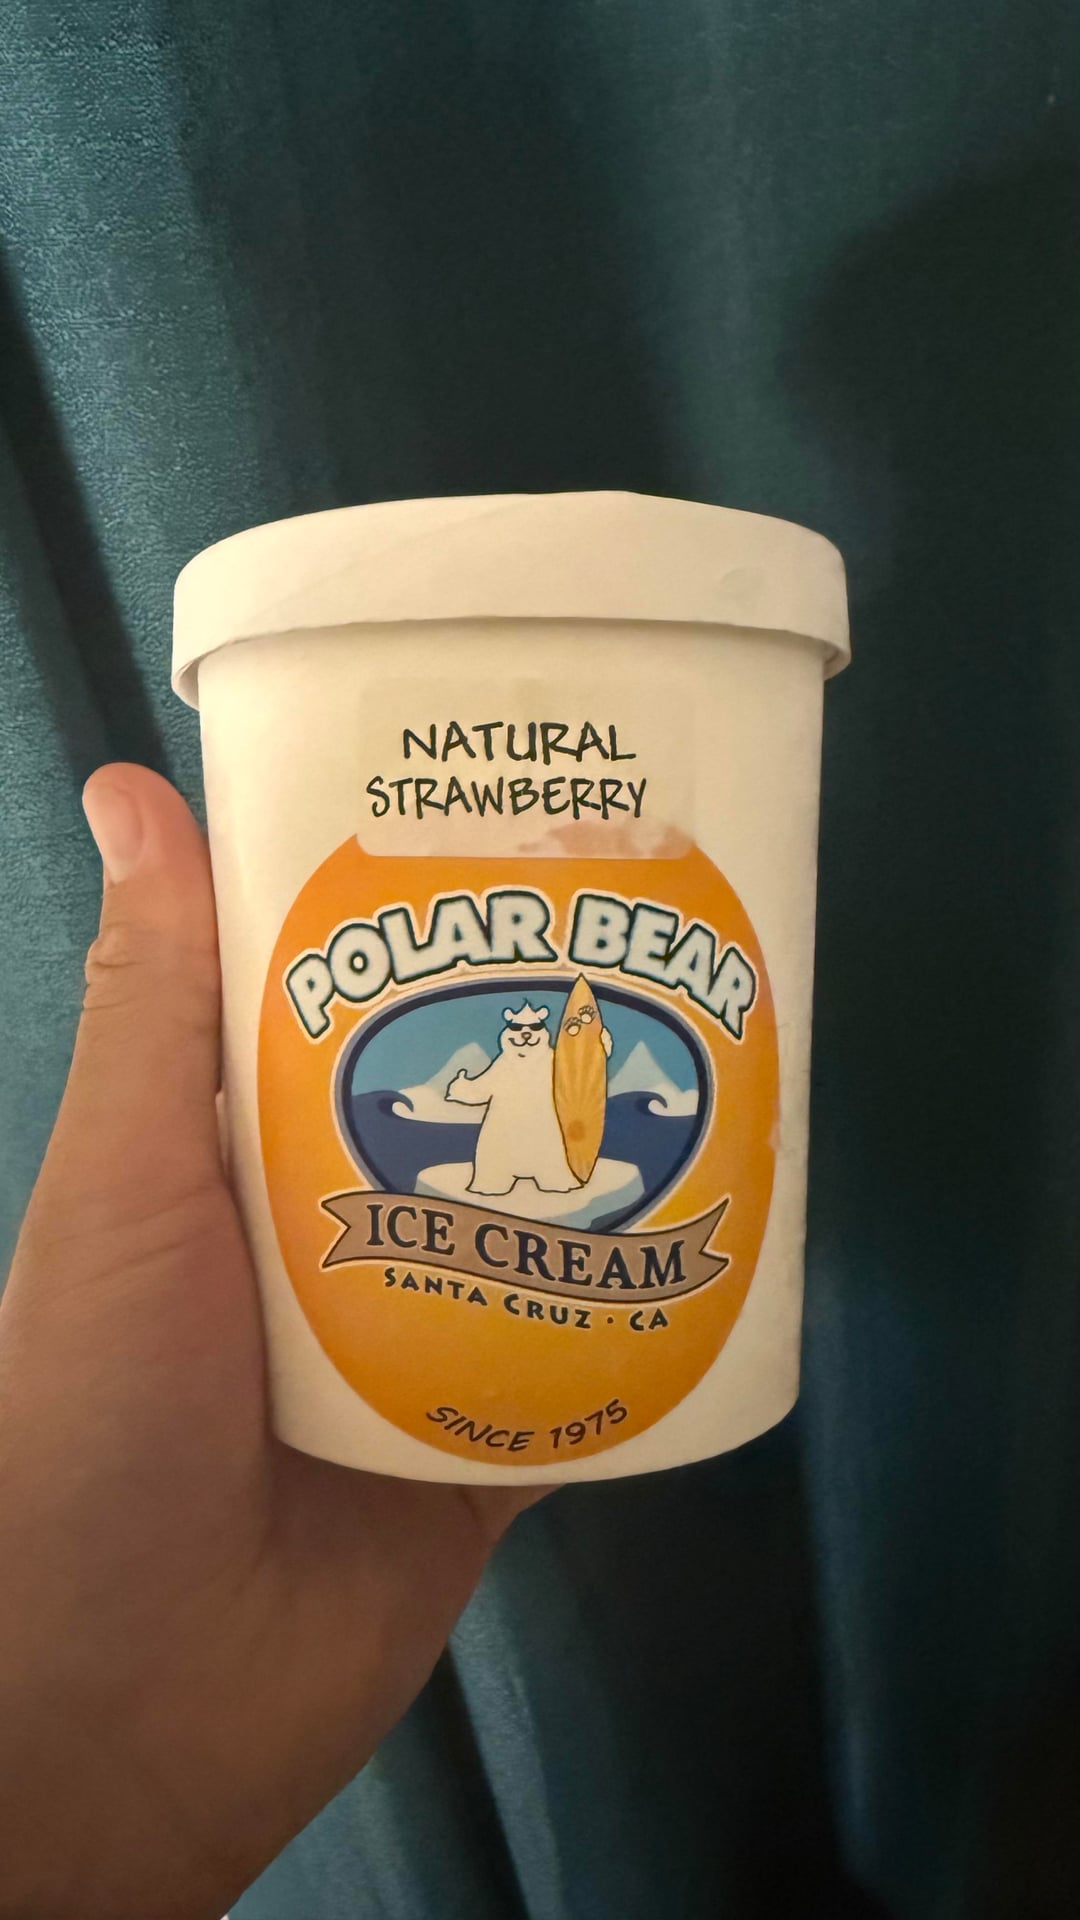 NATURAL
STRAWBERRY
POLAR BEAR
ICE CREAM
SANTA CRUZ • CA
SINCE 1975